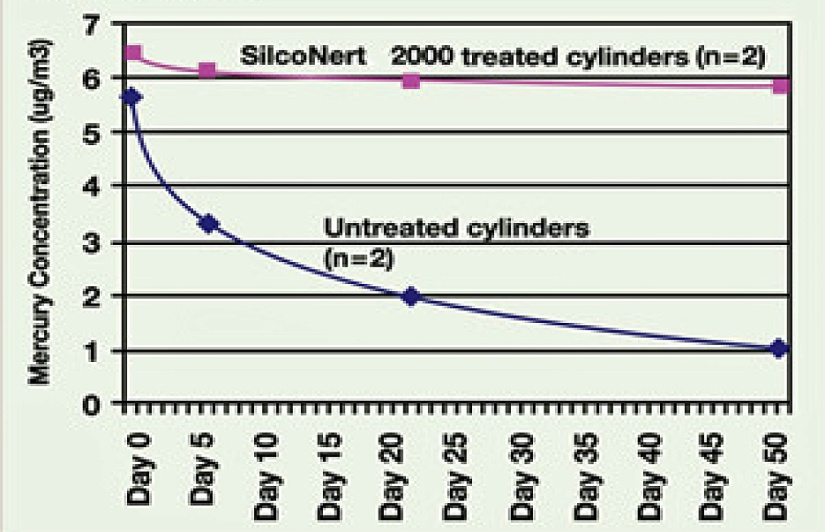 Mercury Concentration (ug/m3)
7
6
5
4
3
2
1
0
SilcoNert 2000 treated cylinders (n=2)
Untreated cylinders
(n=2)
Day 0
Day 5
Day 10
Day 15
Day 20
Day 25
Day 30
Day 35
Day 40
Day 45
Day 50